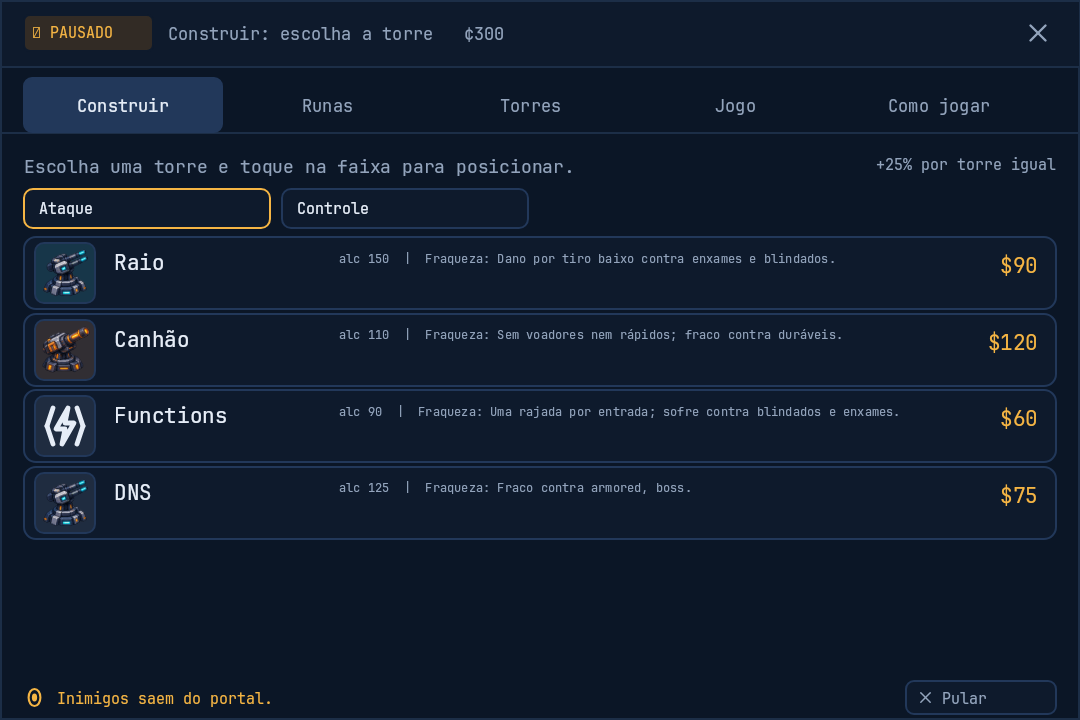 PAUSADO Construir: escolha a torre $300
Construir Runas Torres Jogo Como jogar
Escolha uma torre e toque na faixa para posicionar. +25% por torre igual
Ataque Controle
Raio alc 150 | Fraqueza: Dano por tiro baixo contra enxames e blindados. $90
Canhão alc 110 | Fraqueza: Sem voadores nem rápidos; fraco contra duráveis. $120
Functions alc 90 | Fraqueza: Uma rajada por entrada; sofre contra blindados e enxames. $60
DNS alc 125 | Fraqueza: Fraco contra armored, boss. $75
Inimigos saem do portal. Pular